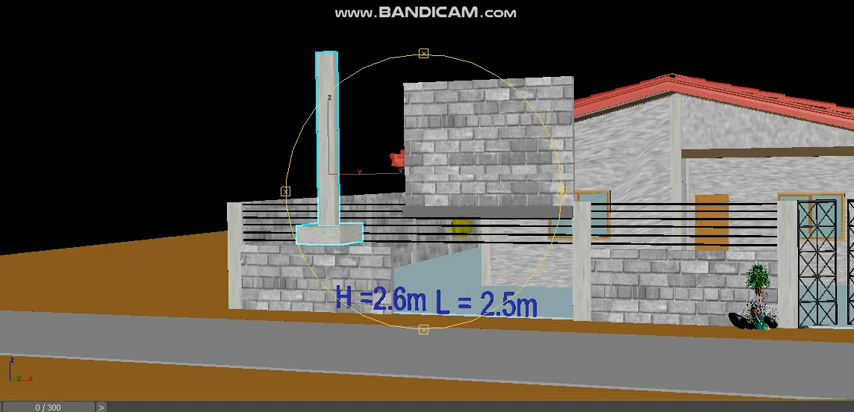 www.BANDICAM.com
z
y
x
H =2.6m L = 2.5m
z
y
x
0 / 300
>